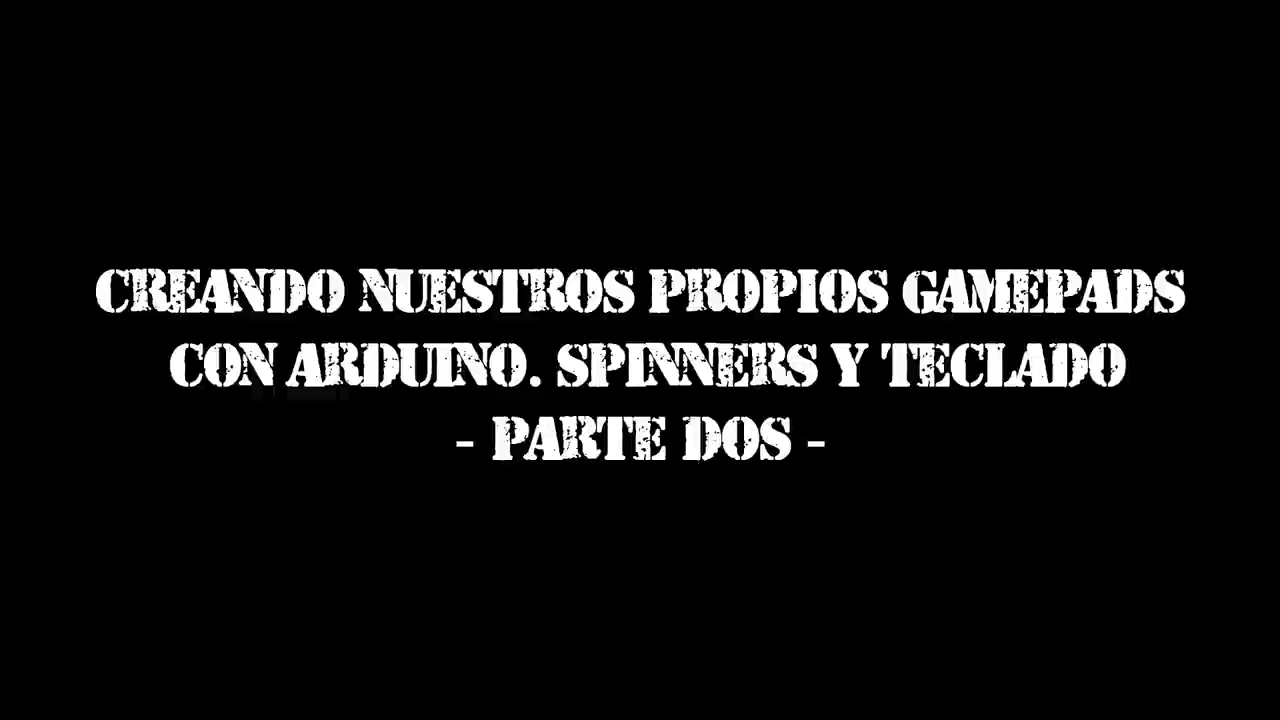 CREANDO NUESTROS PROPIOS GAMEPADS
CON ARDUINO. SPINNERS Y TECLADO
- PARTE DOS -